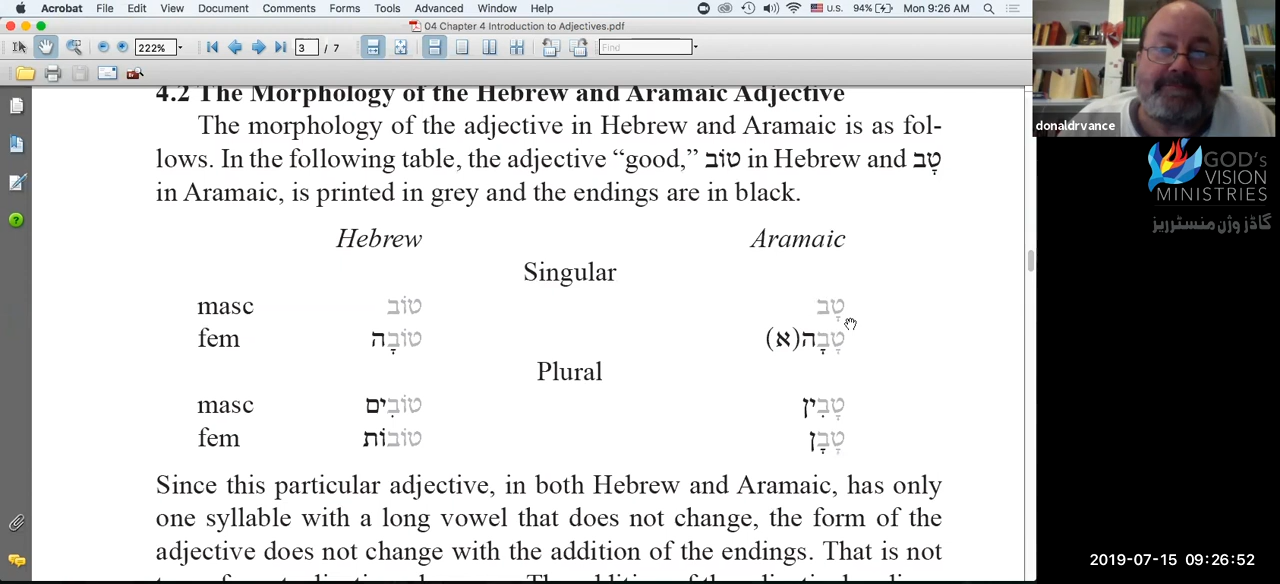 Acrobat File Edit View Document Comments Forms Tools Advanced Window Help U.S. 94% Mon 9:26 AM
04 Chapter 4 Introduction to Adjectives.pdf
222% 3 / 7 Find
donaldrvance
GOD's
VISION
MINISTRIES
گاڈز وژن منسٹریز
4.2 The Morphology of the Hebrew and Aramaic Adjective
The morphology of the adjective in Hebrew and Aramaic is as fol-
lows. In the following table, the adjective “good,” טוֹב in Hebrew and טָב
in Aramaic, is printed in grey and the endings are in black.
Hebrew Aramaic
Singular
masc טוֹב טָב
fem טוֹבָה טָבָה(א)
Plural
masc טוֹבִים טָבִין
fem טוֹבוֹת טָבָן
Since this particular adjective, in both Hebrew and Aramaic, has only
one syllable with a long vowel that does not change, the form of the
adjective does not change with the addition of the endings. That is not
2019-07-15 09:26:52